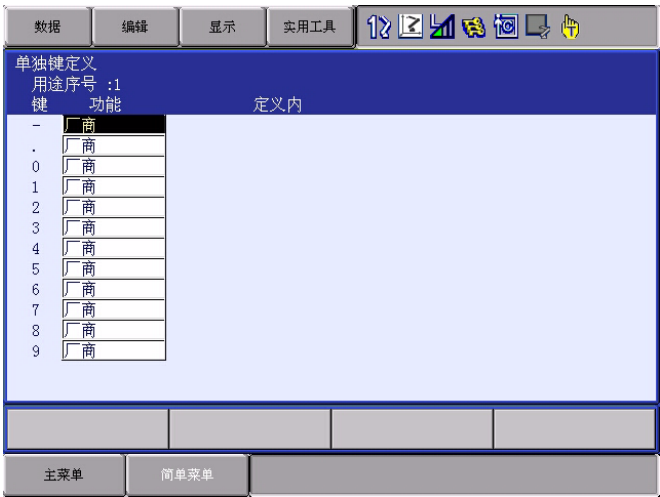 数据 编辑 显示 实用工具
单独键定义
用途序号 :1
键 功能 定义内
- 厂商
. 厂商
0 厂商
1 厂商
2 厂商
3 厂商
4 厂商
5 厂商
6 厂商
7 厂商
8 厂商
9 厂商
主菜单 简单菜单